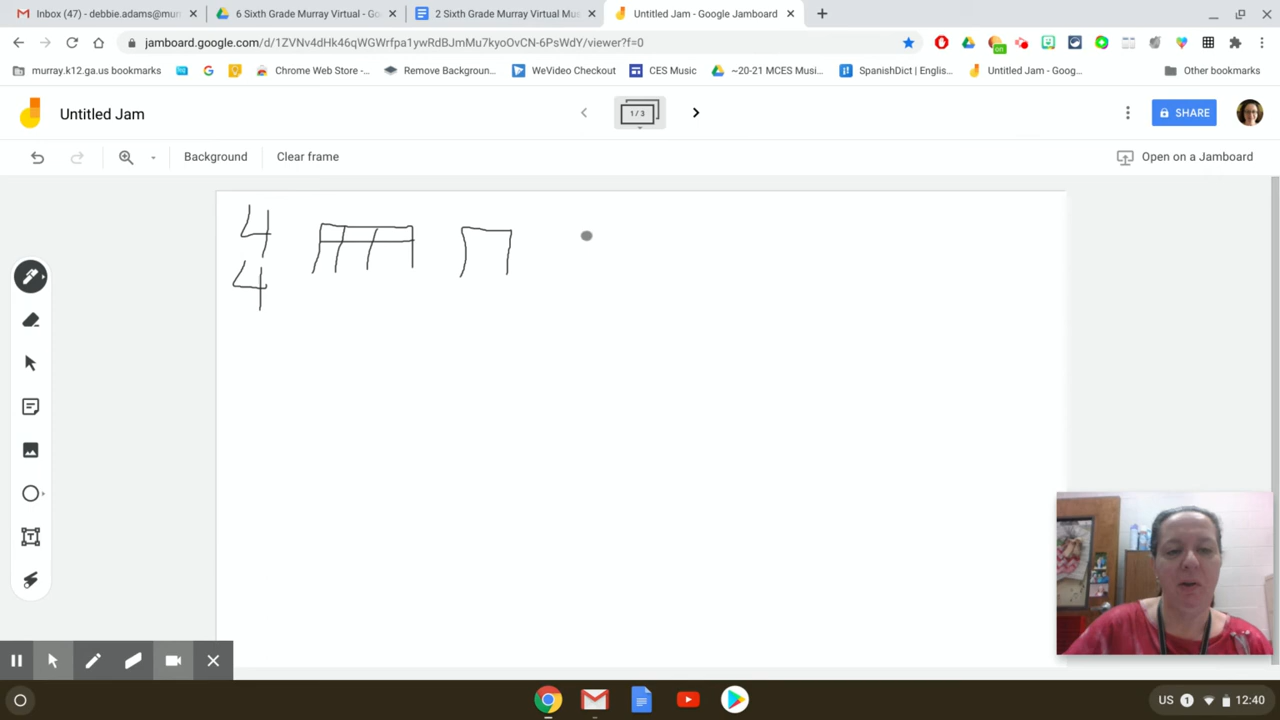 Inbox (47) - debbie.adams@mur
6 Sixth Grade Murray Virtual - Go
2 Sixth Grade Murray Virtual Mus
Untitled Jam - Google Jamboard
jamboard.google.com/d/1ZVNv4dHk46qWGWrfpa1ywRdBJmMu7kyoOvCN-6PsWdY/viewer?f=0
on
murray.k12.ga.us bookmarks
Chrome Web Store -...
Remove Backgroun...
WeVideo Checkout
CES Music
~20-21 MCES Musi...
SpanishDict | Englis...
Untitled Jam - Goog...
Other bookmarks
Untitled Jam
1 / 3
SHARE
Background
Clear frame
Open on a Jamboard
4
4
US 1 12:40